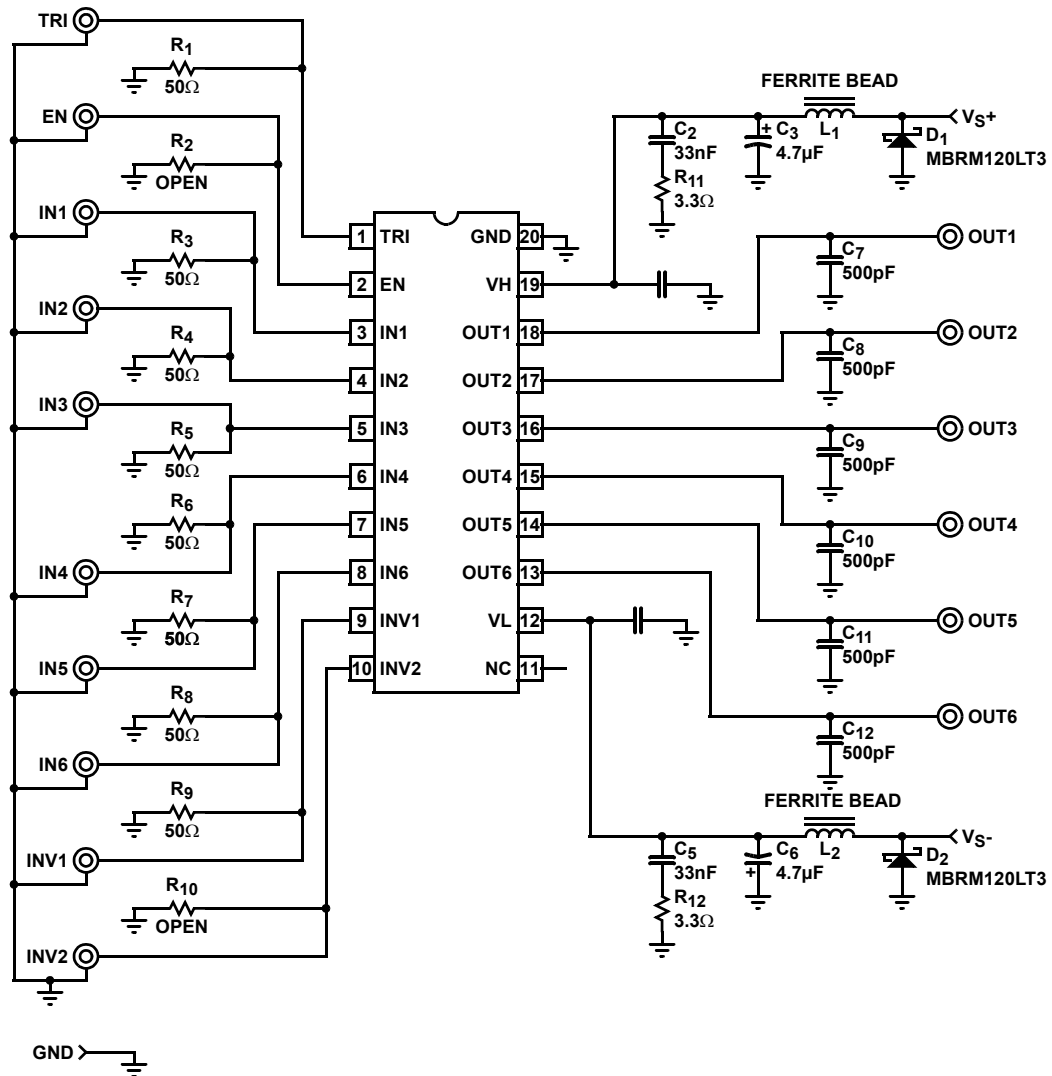 TRI
R1
50Ω
EN
R2
OPEN
IN1
R3
50Ω
IN2
R4
50Ω
IN3
R5
50Ω
R6
50Ω
IN4
R7
50Ω
IN5
R8
50Ω
IN6
R9
50Ω
INV1
R10
OPEN
INV2
GND
1 TRI
2 EN
3 IN1
4 IN2
5 IN3
6 IN4
7 IN5
8 IN6
9 INV1
10 INV2
GND 20
VH 19
OUT1 18
OUT2 17
OUT3 16
OUT4 15
OUT5 14
OUT6 13
VL 12
NC 11
FERRITE BEAD
C2
33nF
R11
3.3Ω
+ C3
4.7µF
L1
VS+
D1
MBRM120LT3
OUT1
C7
500pF
OUT2
C8
500pF
OUT3
C9
500pF
OUT4
C10
500pF
OUT5
C11
500pF
OUT6
C12
500pF
FERRITE BEAD
C5
33nF
R12
3.3Ω
C6
+ 4.7µF
L2
VS-
D2
MBRM120LT3